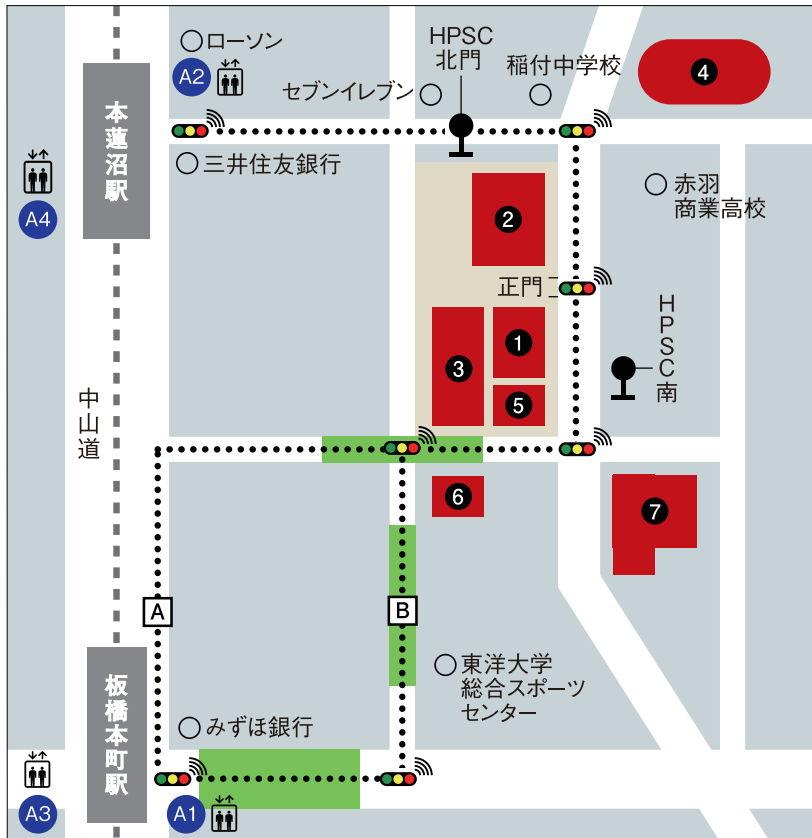 ローソン
A2
HPSC
北門
稲付中学校
4
セブンイレブン
本蓮沼駅
三井住友銀行
A4
2
赤羽
商業高校
正門
HPSC南
1
3
5
中山道
6
7
A
B
東洋大学
総合スポーツ
センター
板橋本町駅
みずほ銀行
A3
A1